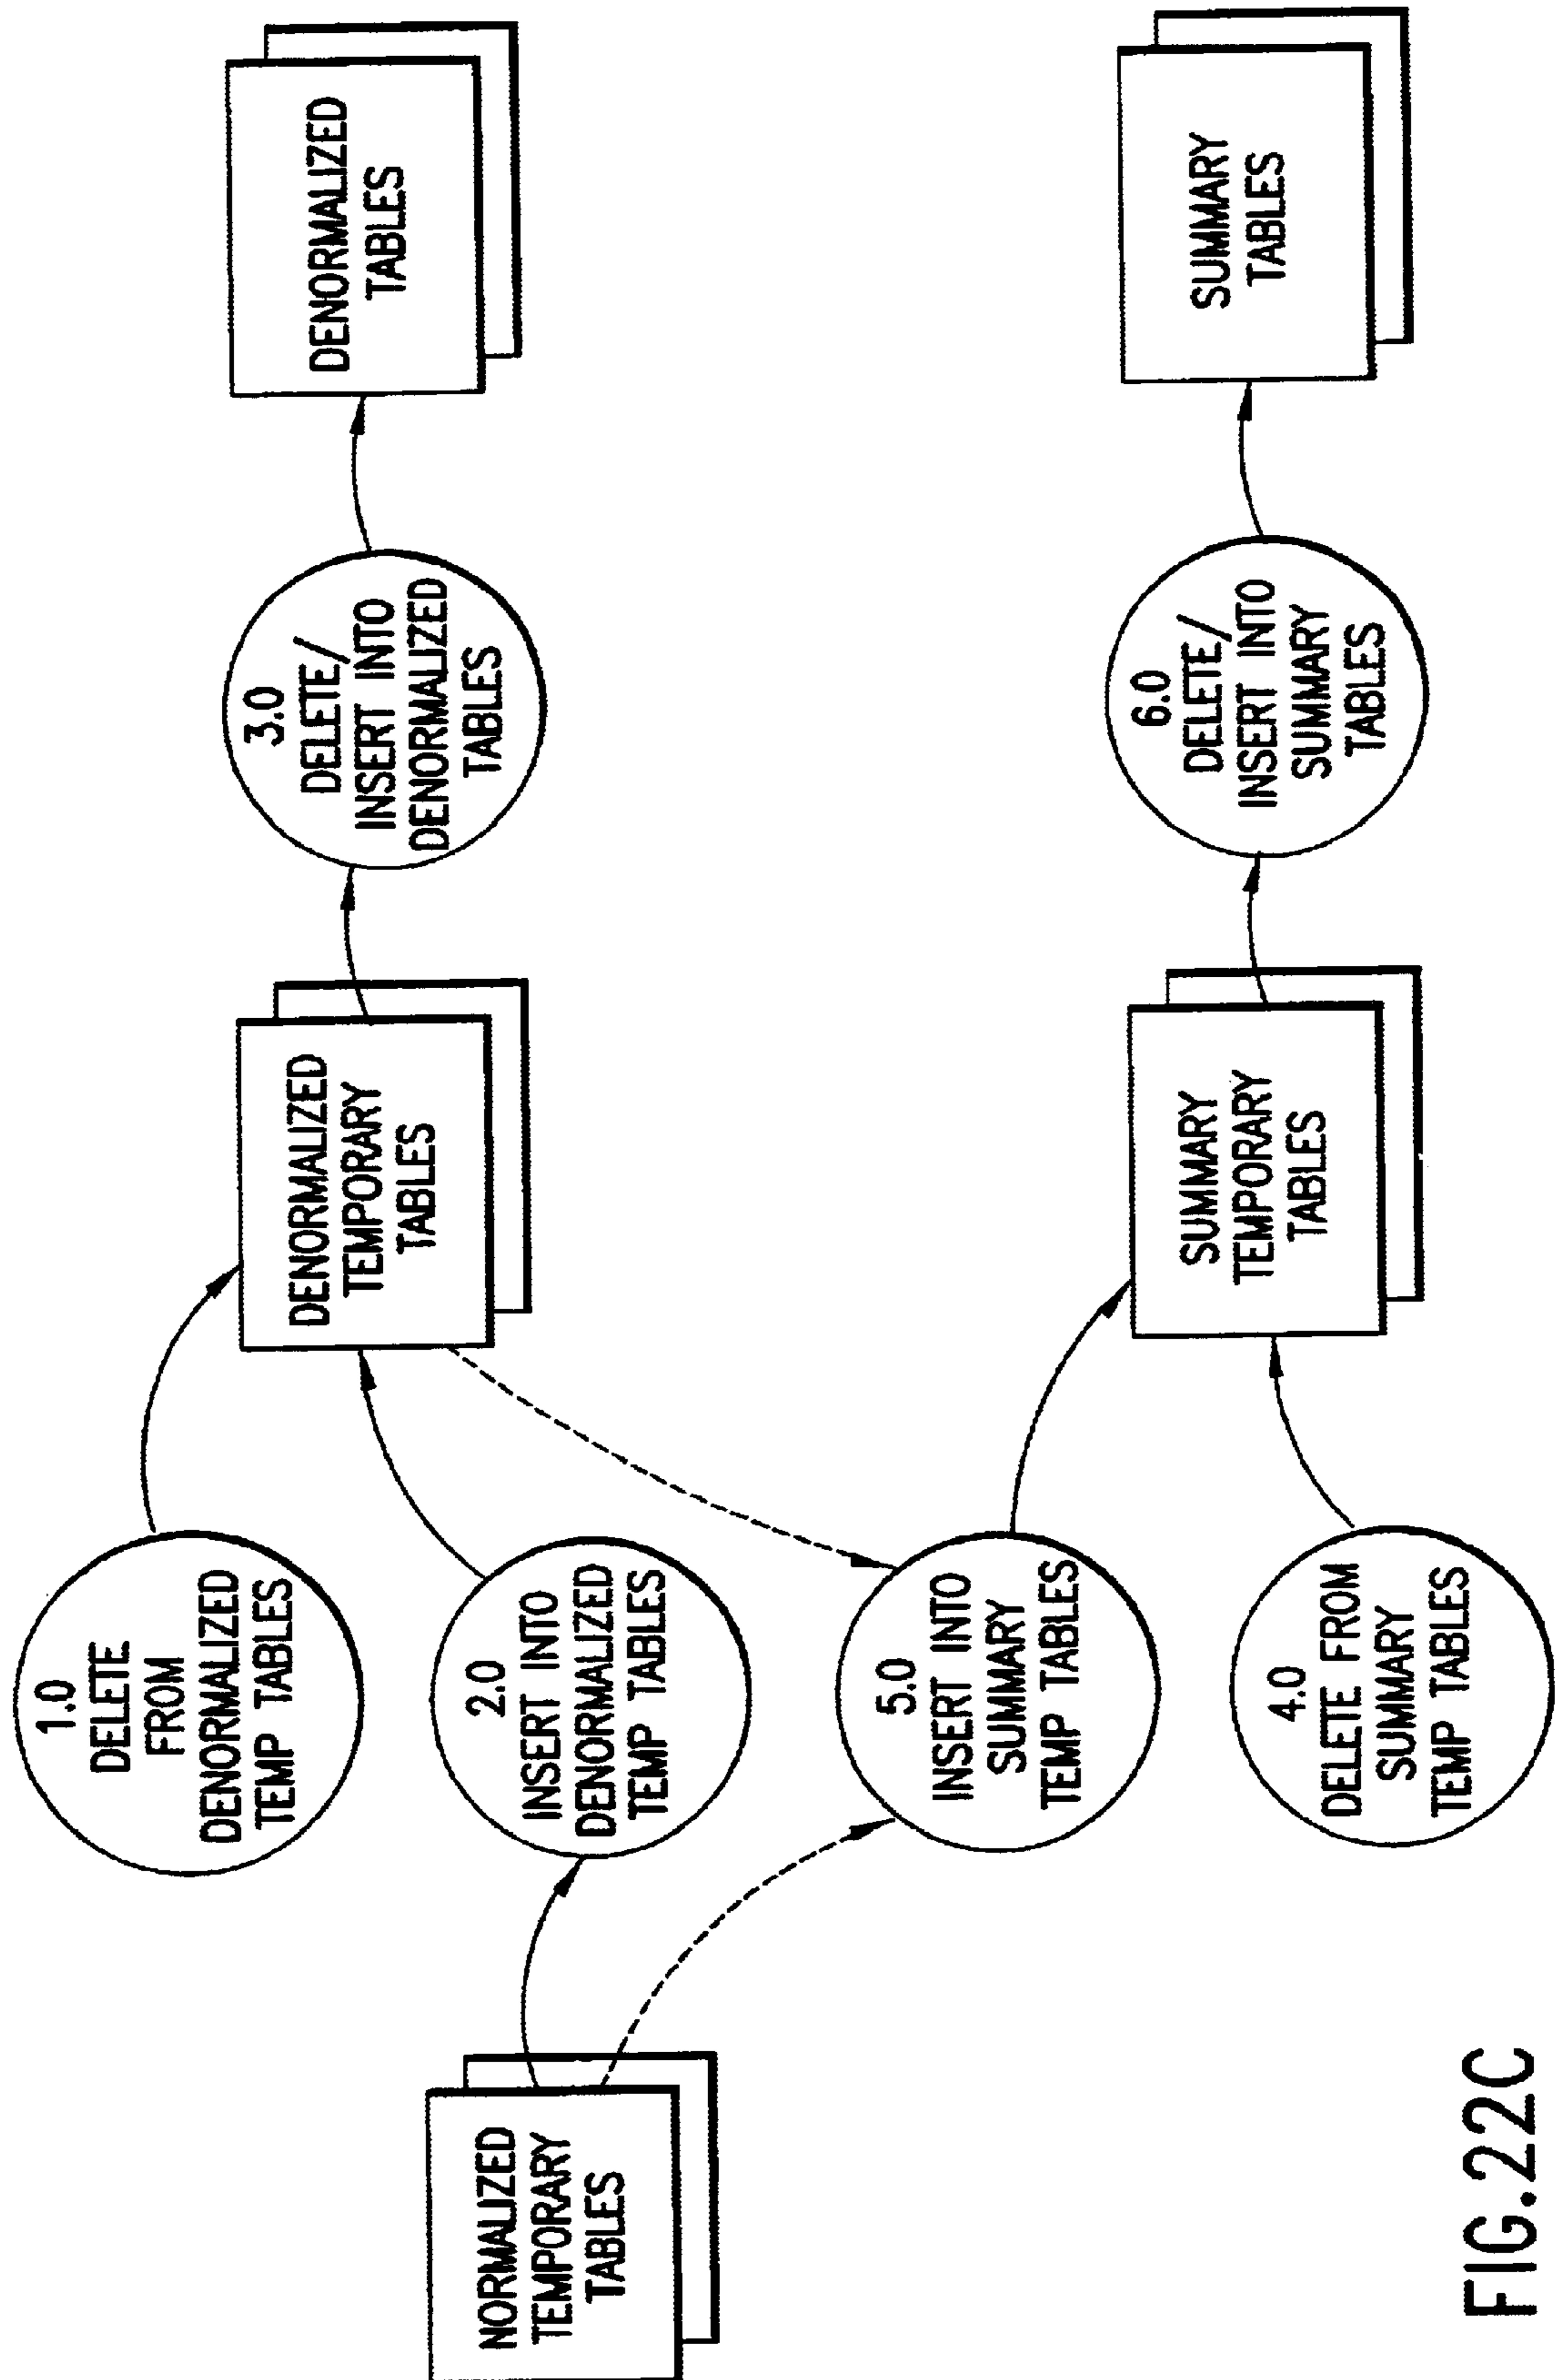 NORMALIZED
TEMPORARY
TABLES
1.0
DELETE
FROM
DENORMALIZED
TEMP TABLES
2.0
INSERT INTO
DENORMALIZED
TEMP TABLES
5.0
INSERT INTO
SUMMARY
TEMP TABLES
4.0
DELETE FROM
SUMMARY
TEMP TABLES
DENORMALIZED
TEMPORARY
TABLES
SUMMARY
TEMPORARY
TABLES
3.0
DELETE/
INSERT INTO
DENORMALIZED
TABLES
6.0
DELETE/
INSERT INTO
SUMMARY
TABLES
DENORMALIZED
TABLES
SUMMARY
TABLES
FIG.22C